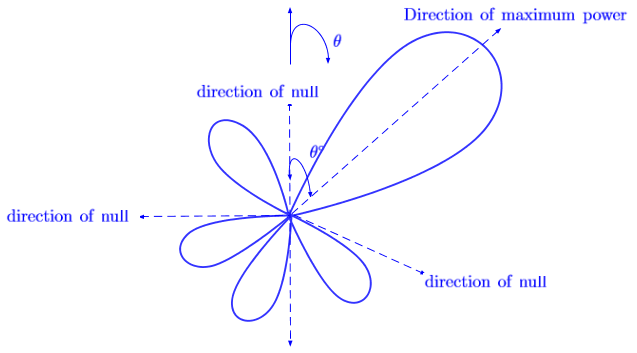 Direction of maximum power
θ
direction of null
θ°
direction of null
direction of null